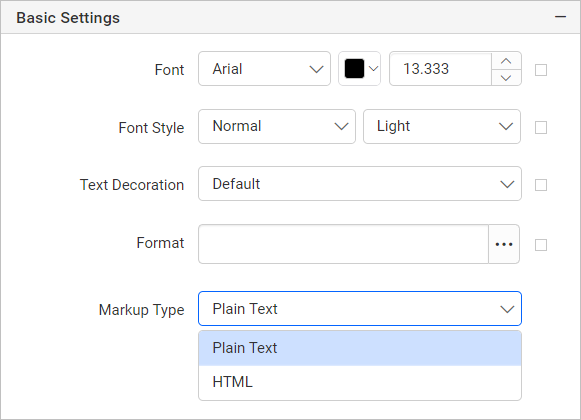 Basic Settings
Font Arial 13.333
Font Style Normal Light
Text Decoration Default
Format ...
Markup Type Plain Text
Plain Text
HTML